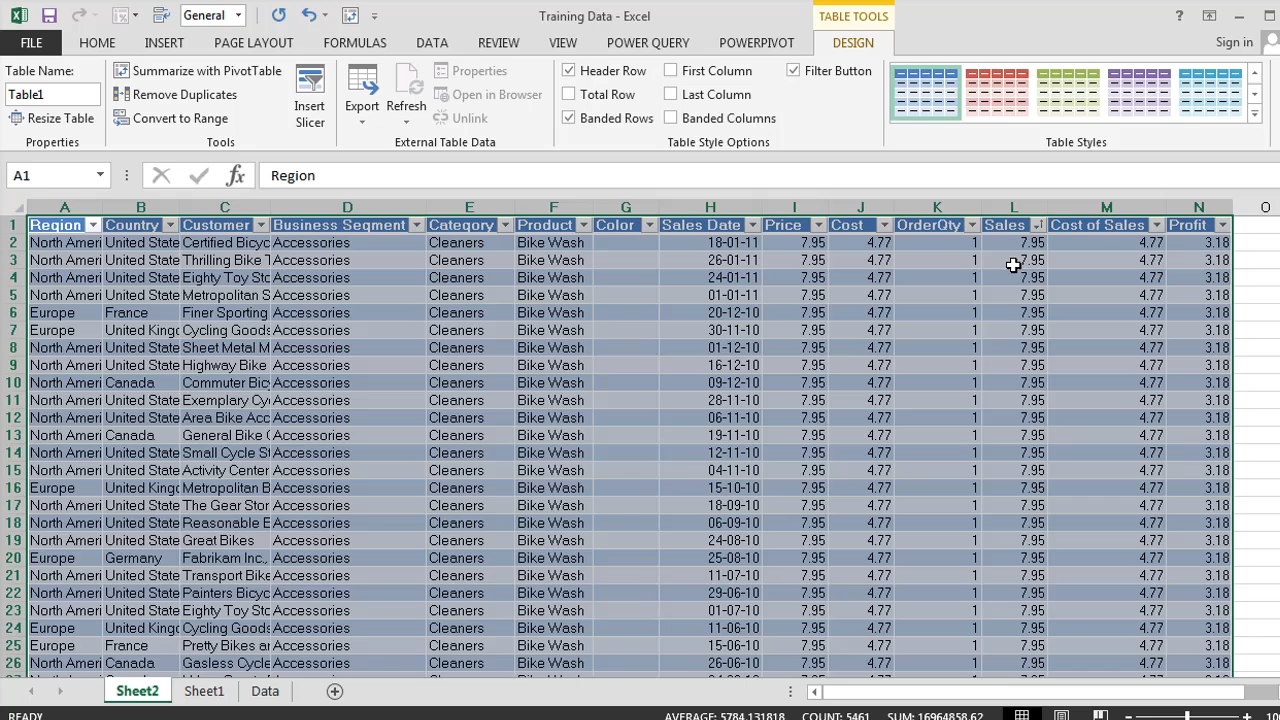 General
Training Data - Excel
TABLE TOOLS
FILE HOME INSERT PAGE LAYOUT FORMULAS DATA REVIEW VIEW POWER QUERY POWERPIVOT DESIGN Sign in
Table Name:
Table1
Resize Table
Properties
Summarize with PivotTable
Remove Duplicates
Convert to Range
Insert Slicer
Tools
Export Refresh
Properties
Open in Browser
Unlink
External Table Data
Header Row First Column Filter Button
Total Row Last Column
Banded Rows Banded Columns
Table Style Options
Table Styles
A1 fx Region
A B C D E F G H I J K L M N O
1 Region Country Customer Business Segment Category Product Color Sales Date Price Cost OrderQty Sales Cost of Sales Profit
2 North Ameri United State Certified Bicyc Accessories Cleaners Bike Wash 18-01-11 7.95 4.77 1 7.95 4.77 3.18
3 North Ameri United State Thrilling Bike T Accessories Cleaners Bike Wash 26-01-11 7.95 4.77 1 7.95 4.77 3.18
4 North Ameri United State Eighty Toy Sto Accessories Cleaners Bike Wash 24-01-11 7.95 4.77 1 7.95 4.77 3.18
5 North Ameri United State Metropolitan S Accessories Cleaners Bike Wash 01-01-11 7.95 4.77 1 7.95 4.77 3.18
6 Europe France Finer Sporting Accessories Cleaners Bike Wash 20-12-10 7.95 4.77 1 7.95 4.77 3.18
7 Europe United Kingd Cycling Goods Accessories Cleaners Bike Wash 30-11-10 7.95 4.77 1 7.95 4.77 3.18
8 North Ameri United State Sheet Metal M Accessories Cleaners Bike Wash 01-12-10 7.95 4.77 1 7.95 4.77 3.18
9 North Ameri United State Highway Bike Accessories Cleaners Bike Wash 16-12-10 7.95 4.77 1 7.95 4.77 3.18
10 North Ameri Canada Commuter Bicy Accessories Cleaners Bike Wash 09-12-10 7.95 4.77 1 7.95 4.77 3.18
11 North Ameri United State Exemplary Cy Accessories Cleaners Bike Wash 28-11-10 7.95 4.77 1 7.95 4.77 3.18
12 North Ameri United State Area Bike Acc Accessories Cleaners Bike Wash 06-11-10 7.95 4.77 1 7.95 4.77 3.18
13 North Ameri Canada General Bike Accessories Cleaners Bike Wash 19-11-10 7.95 4.77 1 7.95 4.77 3.18
14 North Ameri United State Small Cycle St Accessories Cleaners Bike Wash 12-11-10 7.95 4.77 1 7.95 4.77 3.18
15 North Ameri United State Activity Center Accessories Cleaners Bike Wash 04-11-10 7.95 4.77 1 7.95 4.77 3.18
16 Europe United Kingd Metropolitan B Accessories Cleaners Bike Wash 15-10-10 7.95 4.77 1 7.95 4.77 3.18
17 North Ameri United State The Gear Stor Accessories Cleaners Bike Wash 18-09-10 7.95 4.77 1 7.95 4.77 3.18
18 North Ameri United State Reasonable B Accessories Cleaners Bike Wash 06-09-10 7.95 4.77 1 7.95 4.77 3.18
19 North Ameri United State Great Bikes Accessories Cleaners Bike Wash 24-08-10 7.95 4.77 1 7.95 4.77 3.18
20 Europe Germany Fabrikam Inc., Accessories Cleaners Bike Wash 25-08-10 7.95 4.77 1 7.95 4.77 3.18
21 North Ameri United State Transport Bike Accessories Cleaners Bike Wash 11-07-10 7.95 4.77 1 7.95 4.77 3.18
22 North Ameri United State Painters Bicyc Accessories Cleaners Bike Wash 29-06-10 7.95 4.77 1 7.95 4.77 3.18
23 North Ameri United State Eighty Toy Sto Accessories Cleaners Bike Wash 01-07-10 7.95 4.77 1 7.95 4.77 3.18
24 Europe United Kingd Cycling Goods Accessories Cleaners Bike Wash 11-06-10 7.95 4.77 1 7.95 4.77 3.18
25 Europe France Pretty Bikes an Accessories Cleaners Bike Wash 15-06-10 7.95 4.77 1 7.95 4.77 3.18
26 North Ameri Canada Gasless Cycle Accessories Cleaners Bike Wash 26-06-10 7.95 4.77 1 7.95 4.77 3.18
Sheet2 Sheet1 Data
READY AVERAGE: 5784.131818 COUNT: 5461 SUM: 16964858.62